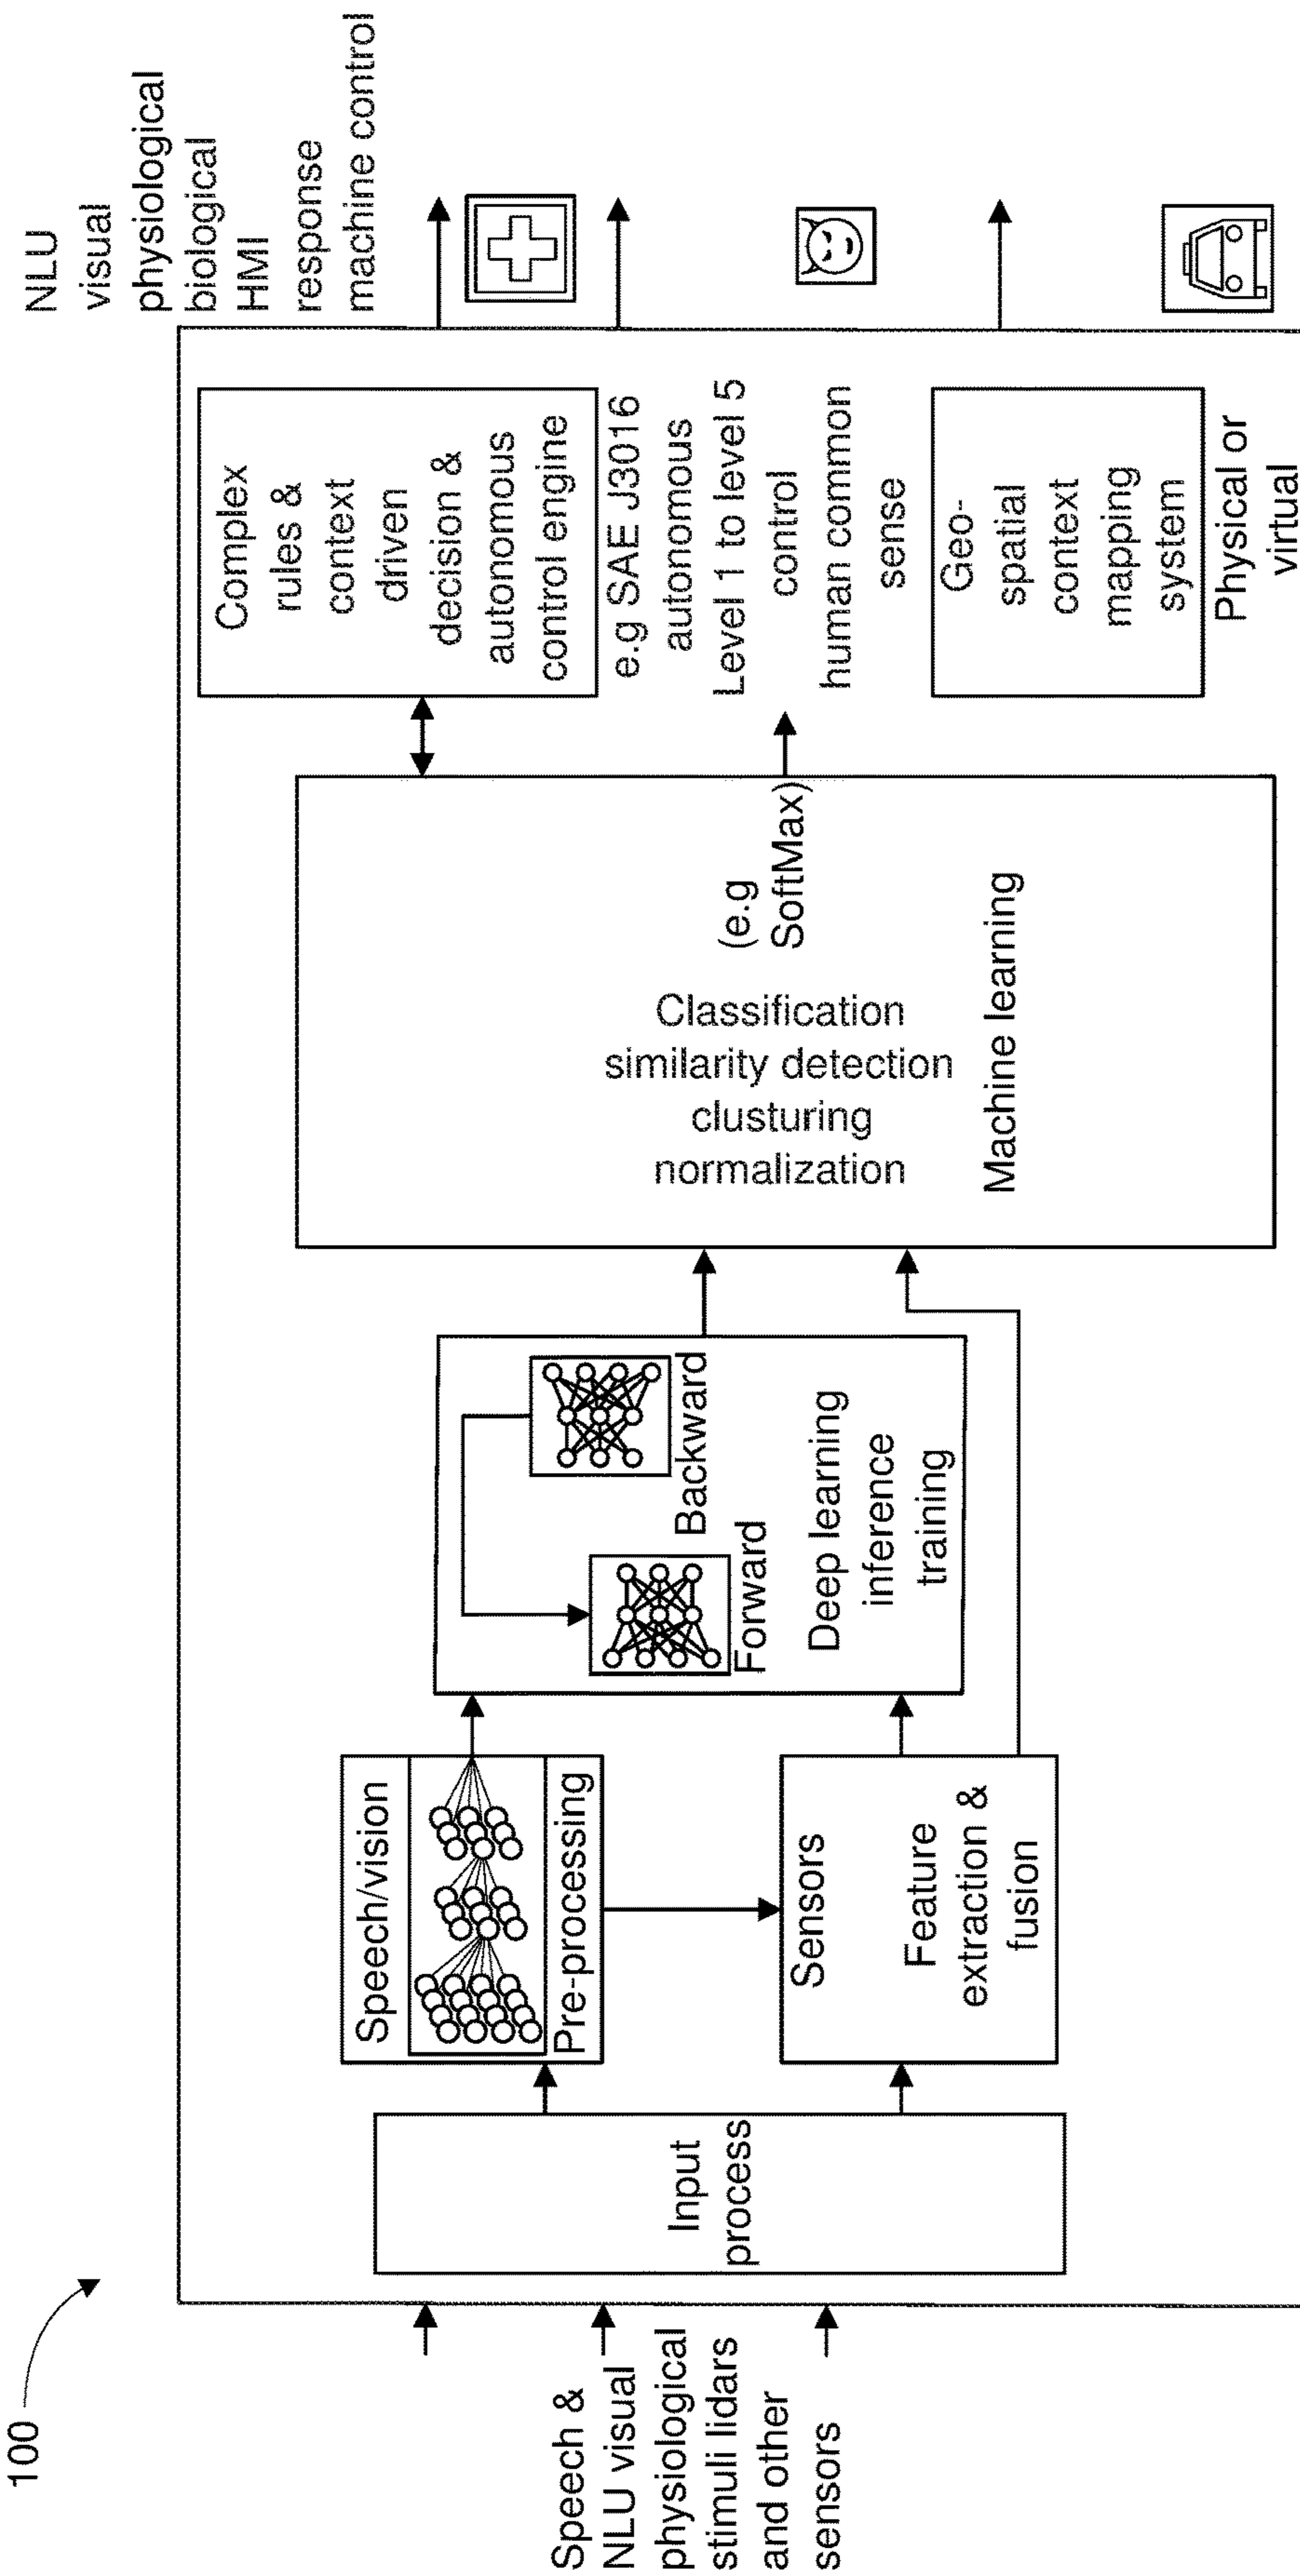 100
Speech &
NLU visual
physiological
stimuli lidars
and other
sensors
Input
process
Speech/vision
Pre-processing
Sensors
Feature
extraction &
fusion
Forward
Backward
Deep learning
inference
training
(e.g
SoftMax)
Classification
similarity detection
clusturing
normalization
Machine learning
Complex
rules &
context
driven
decision &
autonomous
control engine
e.g SAE J3016
autonomous
Level 1 to level 5
control
human common
sense
Geo-
spatial
context
mapping
system
Physical or
virtual
NLU
visual
physiological
biological
HMI
response
machine control